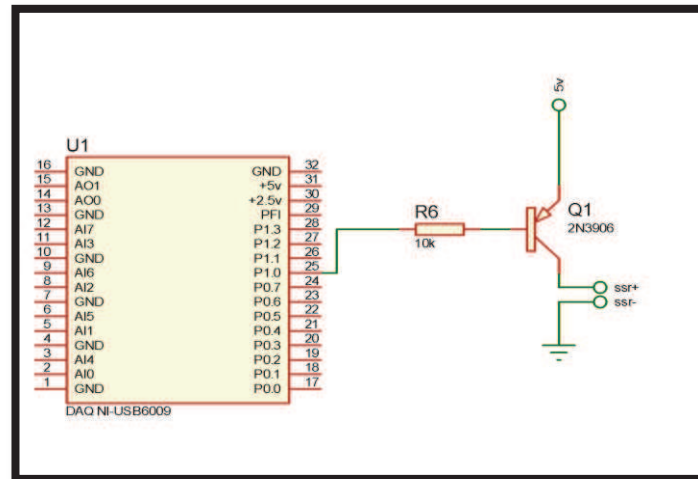 5v
U1
16 GND GND 32
15 AO1 +5v 31
14 AO0 +2.5v 30
13 GND PFI 29
12 AI7 P1.3 28
11 AI3 P1.2 27
10 GND P1.1 26
9 AI6 P1.0 25
8 AI2 P0.7 24
7 GND P0.6 23
6 AI5 P0.5 22
5 AI1 P0.4 21
4 GND P0.3 20
3 AI4 P0.2 19
2 AI0 P0.1 18
1 GND P0.0 17
DAQ NI-USB6009
R6
10k
Q1
2N3906
ssr+
ssr-